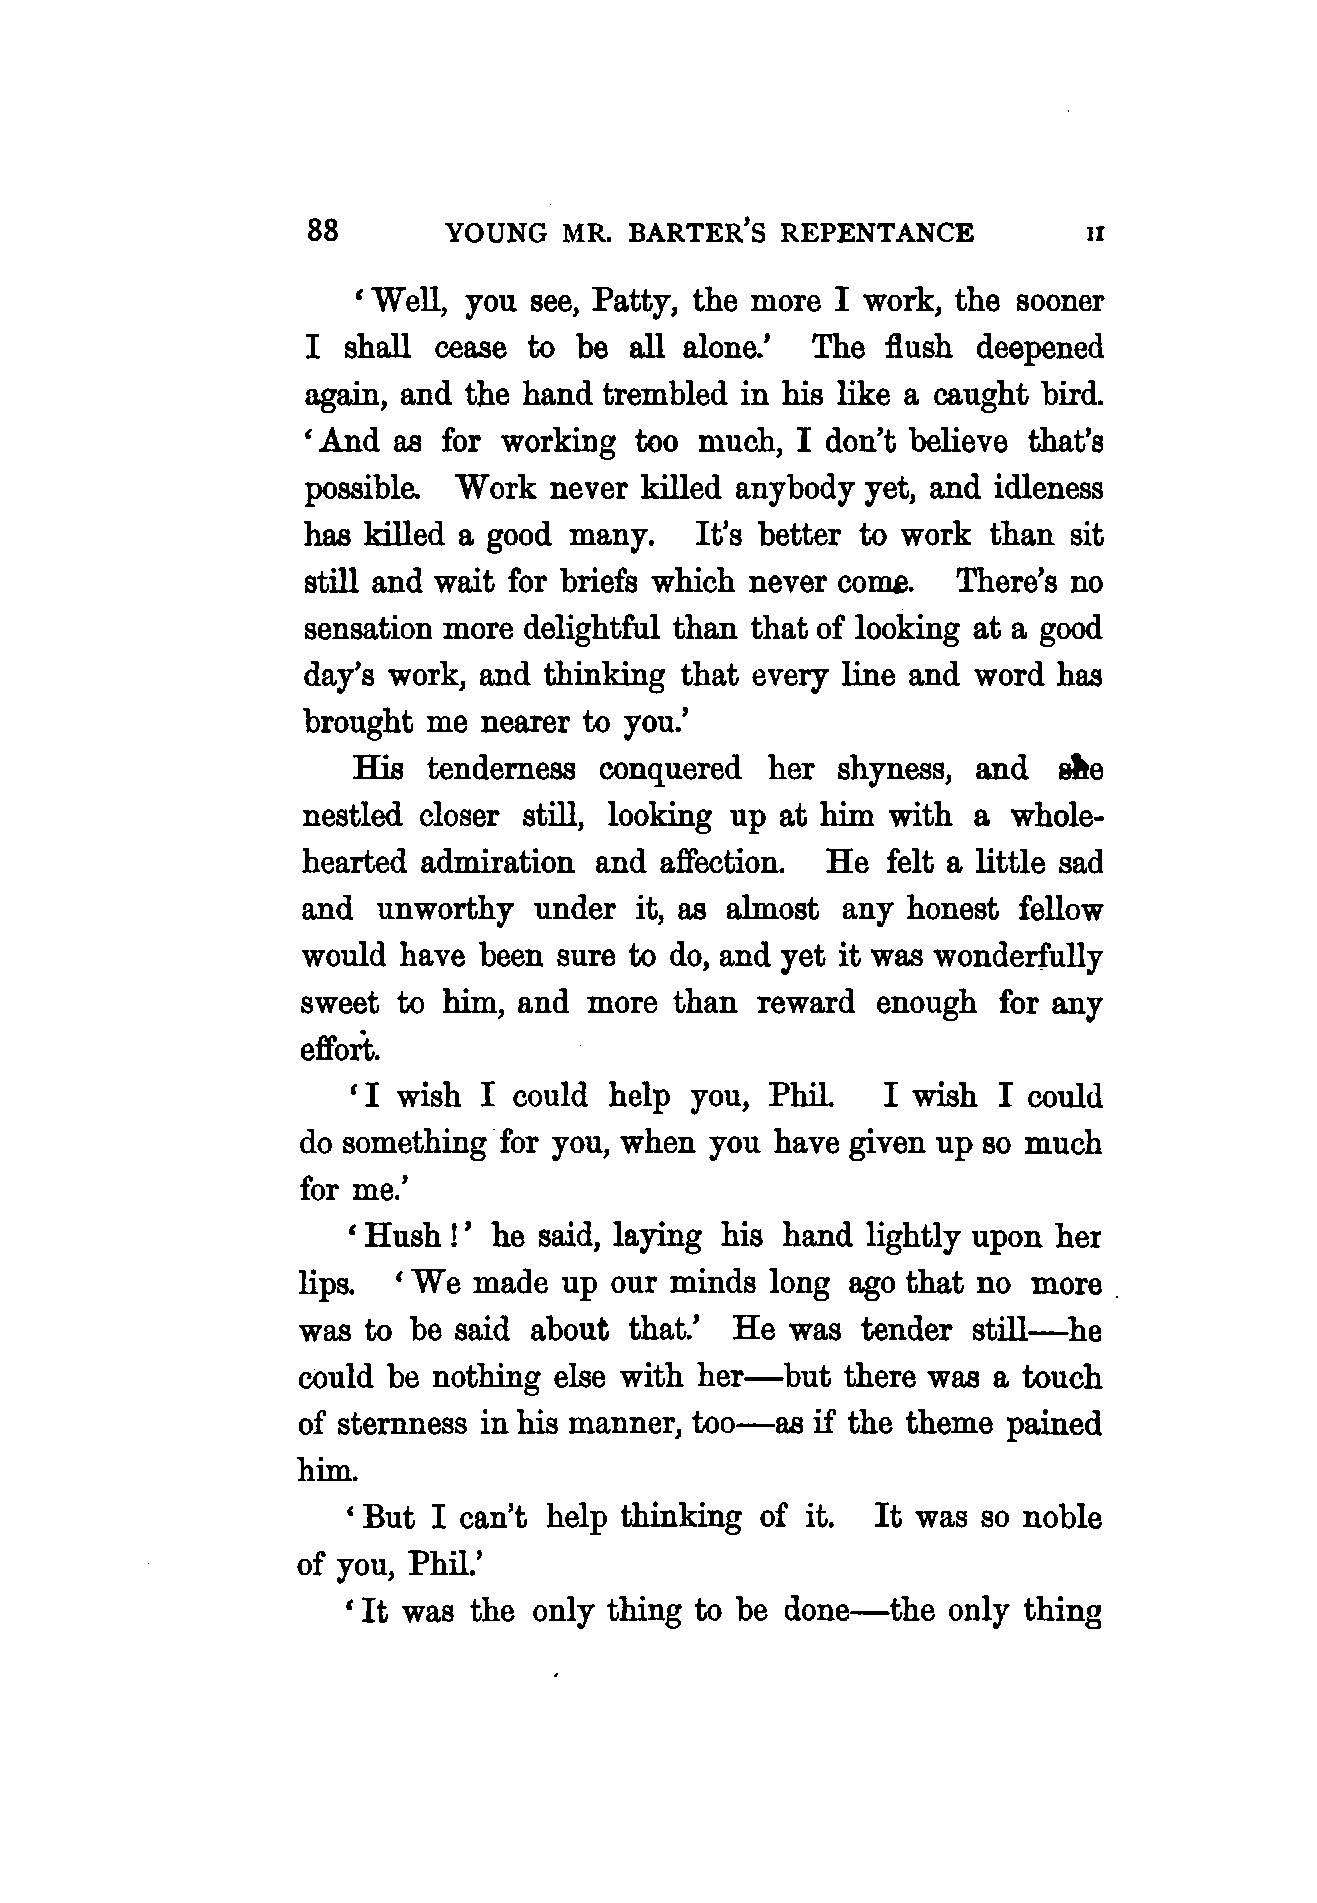 88 YOUNG MR. BARTER'S REPENTANCE II
‘Well, you see, Patty, the more I work, the sooner
I shall cease to be all alone.’ The flush deepened
again, and the hand trembled in his like a caught bird.
‘And as for working too much, I don't believe that's
possible. Work never killed anybody yet, and idleness
has killed a good many. It's better to work than sit
still and wait for briefs which never come. There's no
sensation more delightful than that of looking at a good
day's work, and thinking that every line and word has
brought me nearer to you.’
His tenderness conquered her shyness, and she
nestled closer still, looking up at him with a whole-
hearted admiration and affection. He felt a little sad
and unworthy under it, as almost any honest fellow
would have been sure to do, and yet it was wonderfully
sweet to him, and more than reward enough for any
effort.
‘I wish I could help you, Phil. I wish I could
do something for you, when you have given up so much
for me.’
‘Hush!’ he said, laying his hand lightly upon her
lips. ‘We made up our minds long ago that no more
was to be said about that.’ He was tender still—he
could be nothing else with her—but there was a touch
of sternness in his manner, too—as if the theme pained
him.
‘But I can't help thinking of it. It was so noble
of you, Phil.’
‘It was the only thing to be done—the only thing